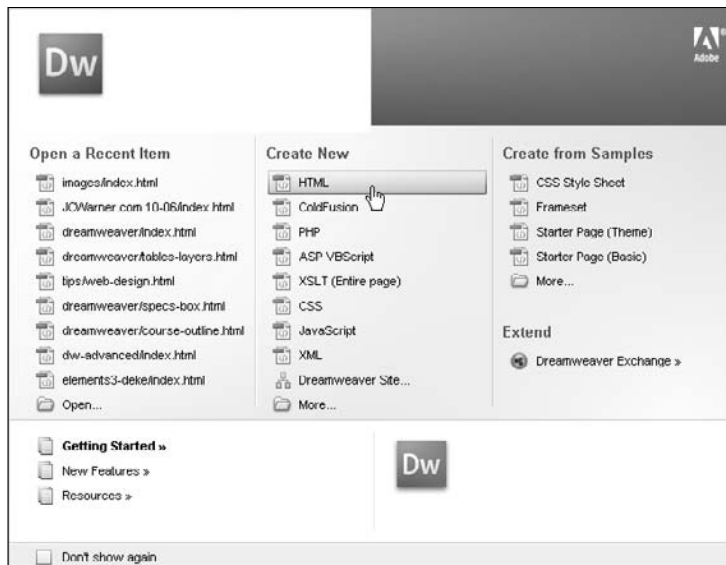 Dw
Adobe
Open a Recent Item
images/index.html
JCWarner.com 10-06/index.html
dreamweaver/index.html
dreamweaver/tables-layers.html
tips/web-design.html
dreamweaver/specs-box.html
dreamweaver/course-outline.html
dw-advanced/index.html
elements3-deke/index.html
Open...
Create New
HTML
ColdFusion
PHP
ASP VBScript
XSLT (Entire page)
CSS
JavaScript
XML
Dreamweaver Site...
More...
Create from Samples
CSS Style Sheet
Frameset
Starter Page (Theme)
Starter Page (Basic)
More...
Extend
Dreamweaver Exchange »
Getting Started »
New Features »
Resources »
Dw
Don't show again